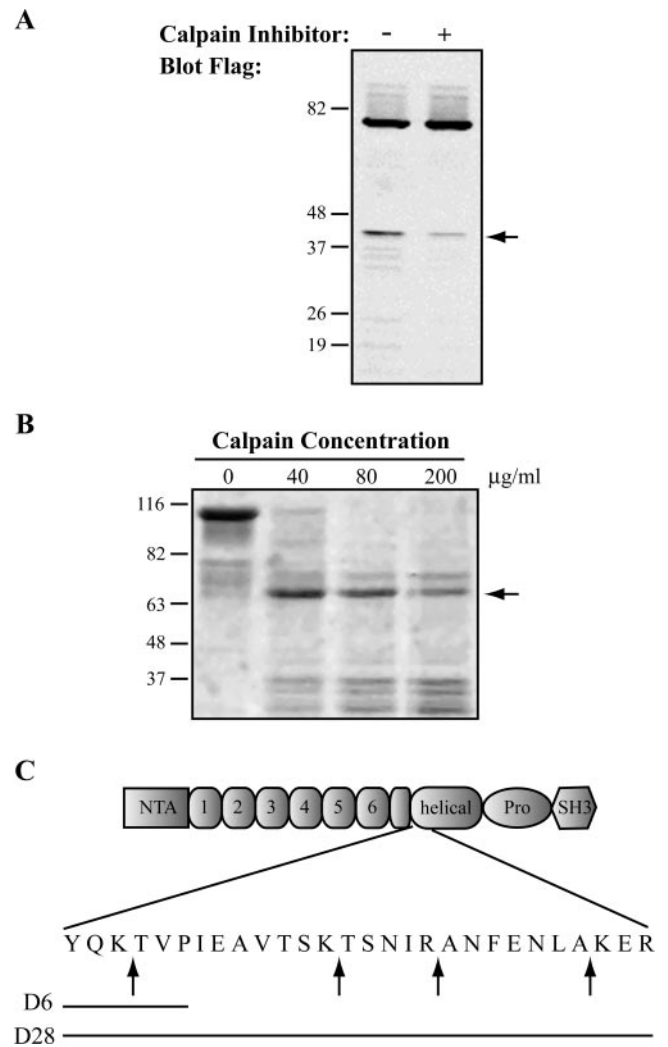 A
Calpain Inhibitor: - +
Blot Flag:
82
48
37
26
19
B
Calpain Concentration
0 40 80 200 μg/ml
116
82
63
48
37
C
NTA 1 2 3 4 5 6 helical Pro SH3
Y Q K T V P I E A V T S K T S N I R A N F E N L A K E R
D6
D28